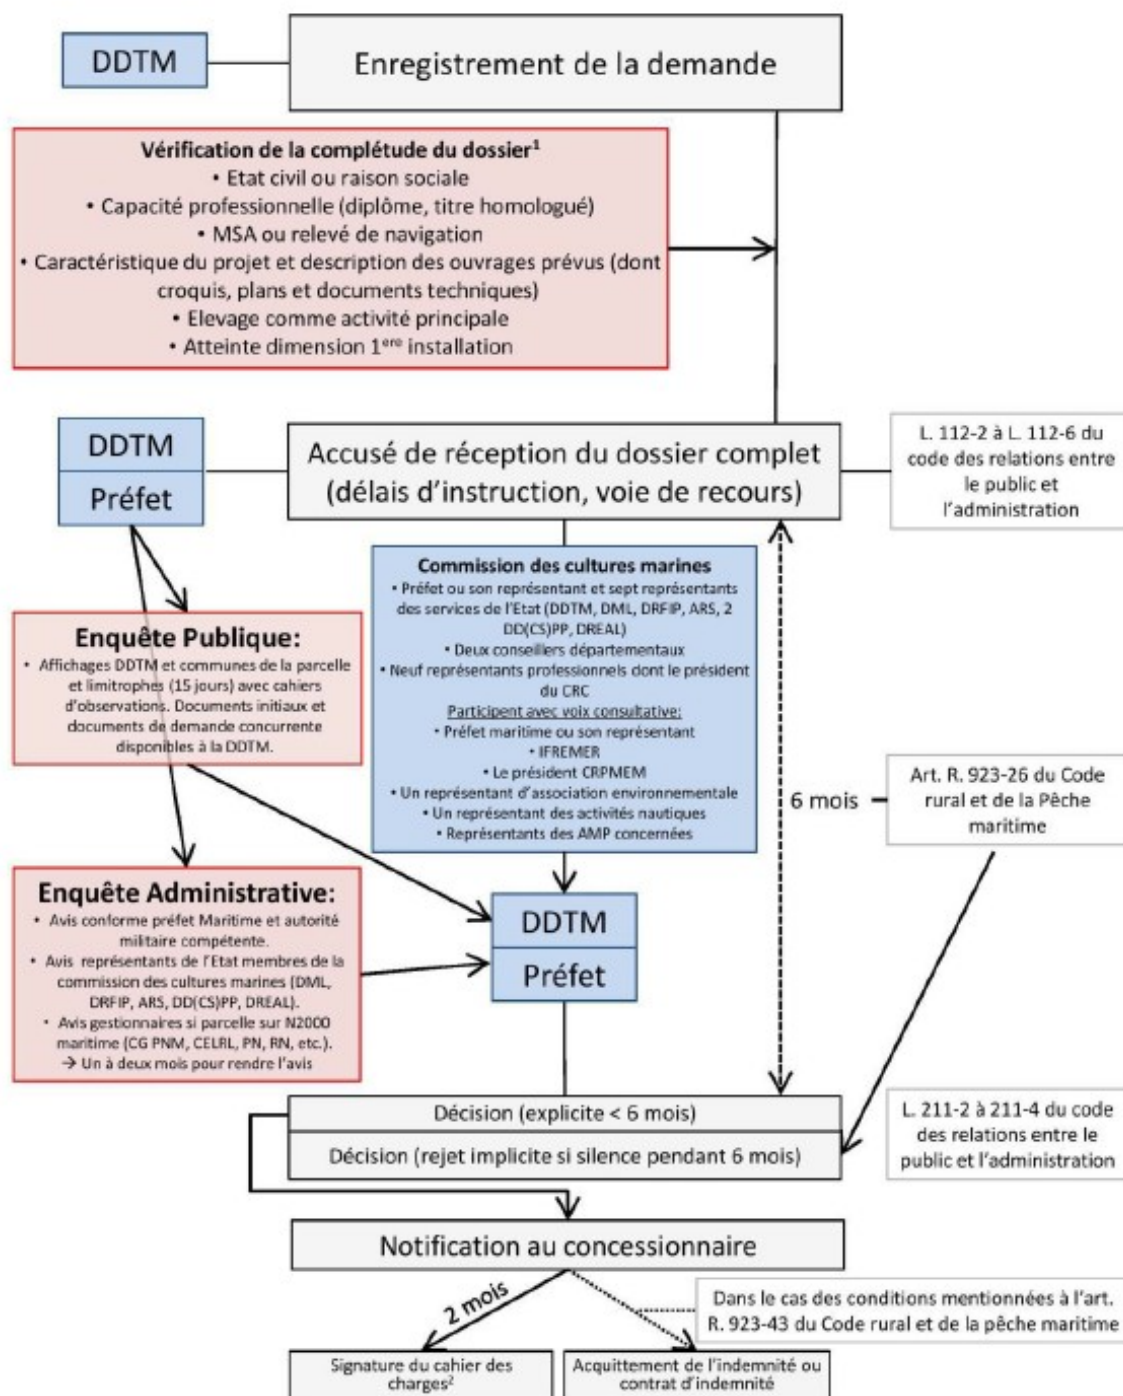 DDTM
Enregistrement de la demande
Vérification de la complétude du dossier¹
• Etat civil ou raison sociale
• Capacité professionnelle (diplôme, titre homologué)
• MSA ou relevé de navigation
• Caractéristique du projet et description des ouvrages prévus (dont
croquis, plans et documents techniques)
• Elevage comme activité principale
• Atteinte dimension 1ere installation
DDTM
Préfet
Accusé de réception du dossier complet
(délais d'instruction, voie de recours)
L. 112-2 à L. 112-6 du
code des relations entre
le public et
l'administration
Commission des cultures marines
• Préfet ou son représentant et sept représentants
des services de l'Etat (DDTM, DML, DRFIP, ARS, 2
DD(CS)PP, DREAL)
• Deux conseillers départementaux
• Neuf représentants professionnels dont le président
du CRC
Participent avec voix consultative:
• Préfet maritime ou son représentant
• IFREMER
• Le président CRPMEM
• Un représentant d'association environnementale
• Un représentant des activités nautiques
• Représentants des AMP concernées
Enquête Publique:
• Affichages DDTM et communes de la parcelle
et limitrophes (15 jours) avec cahiers
d'observations. Documents initiaux et
documents de demande concurrente
disponibles à la DDTM.
6 mois
Art. R. 923-26 du Code
rural et de la Pêche
maritime
Enquête Administrative:
• Avis conforme préfet Maritime et autorité
militaire compétente.
• Avis représentants de l'Etat membres de la
commission des cultures marines (DML,
DRFIP, ARS, DD(CS)PP, DREAL).
• Avis gestionnaires si parcelle sur N2000
maritime (CG PNM, CELRL, PN, RN, etc.).
→ Un à deux mois pour rendre l'avis
DDTM
Préfet
Décision (explicite < 6 mois)
Décision (rejet implicite si silence pendant 6 mois)
L. 211-2 à 211-4 du code
des relations entre le
public et l'administration
Notification au concessionnaire
2 mois
Dans le cas des conditions mentionnées à l'art.
R. 923-43 du Code rural et de la pêche maritime
Signature du cahier des
charges²
Acquittement de l'indemnité ou
contrat d'indemnité